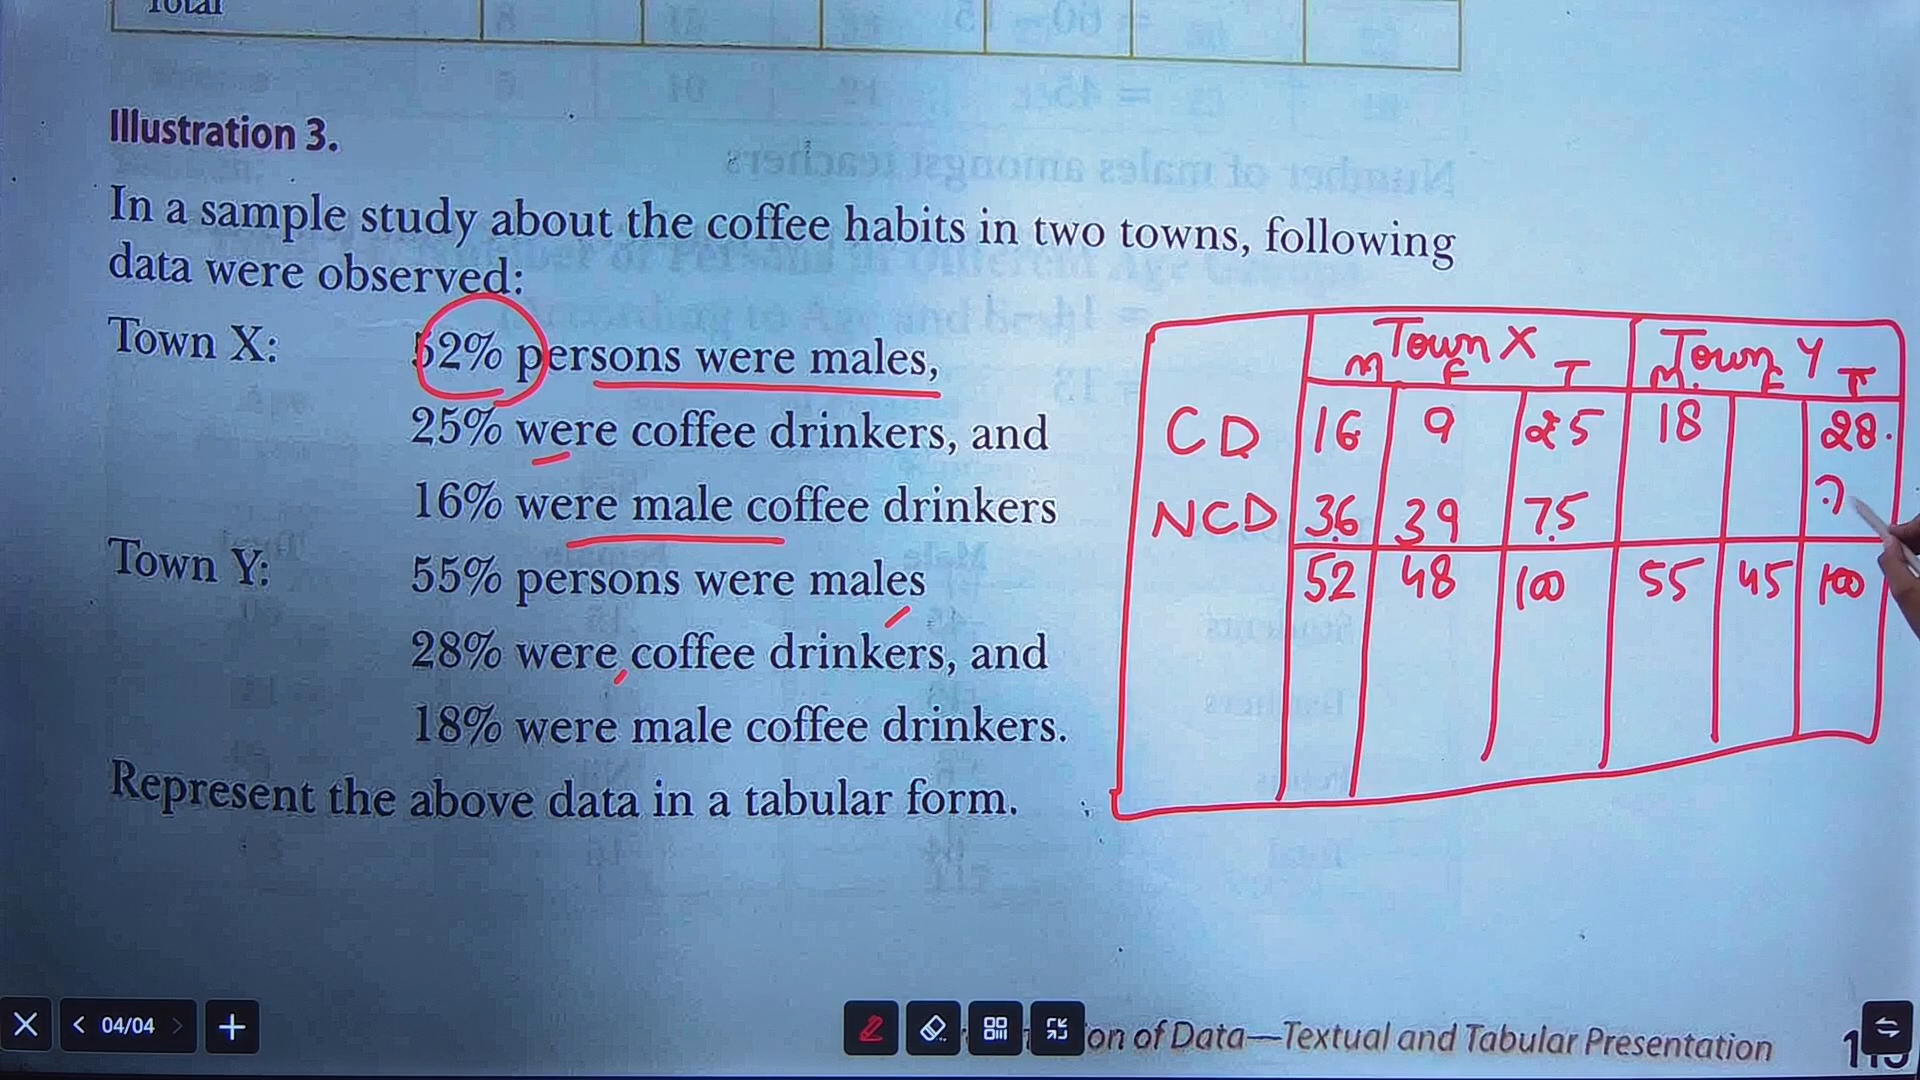 Total
Illustration 3.
In a sample study about the coffee habits in two towns, following
data were observed:
Town X: 52% persons were males,
25% were coffee drinkers, and
16% were male coffee drinkers
Town Y: 55% persons were males
28% were coffee drinkers, and
18% were male coffee drinkers.
Represent the above data in a tabular form.
Town X Town Y
M F T M F T
CD 16 9 25 18 28
NCD 36 39 75 ?
52 48 100 55 45 100
04/04
on of Data—Textual and Tabular Presentation